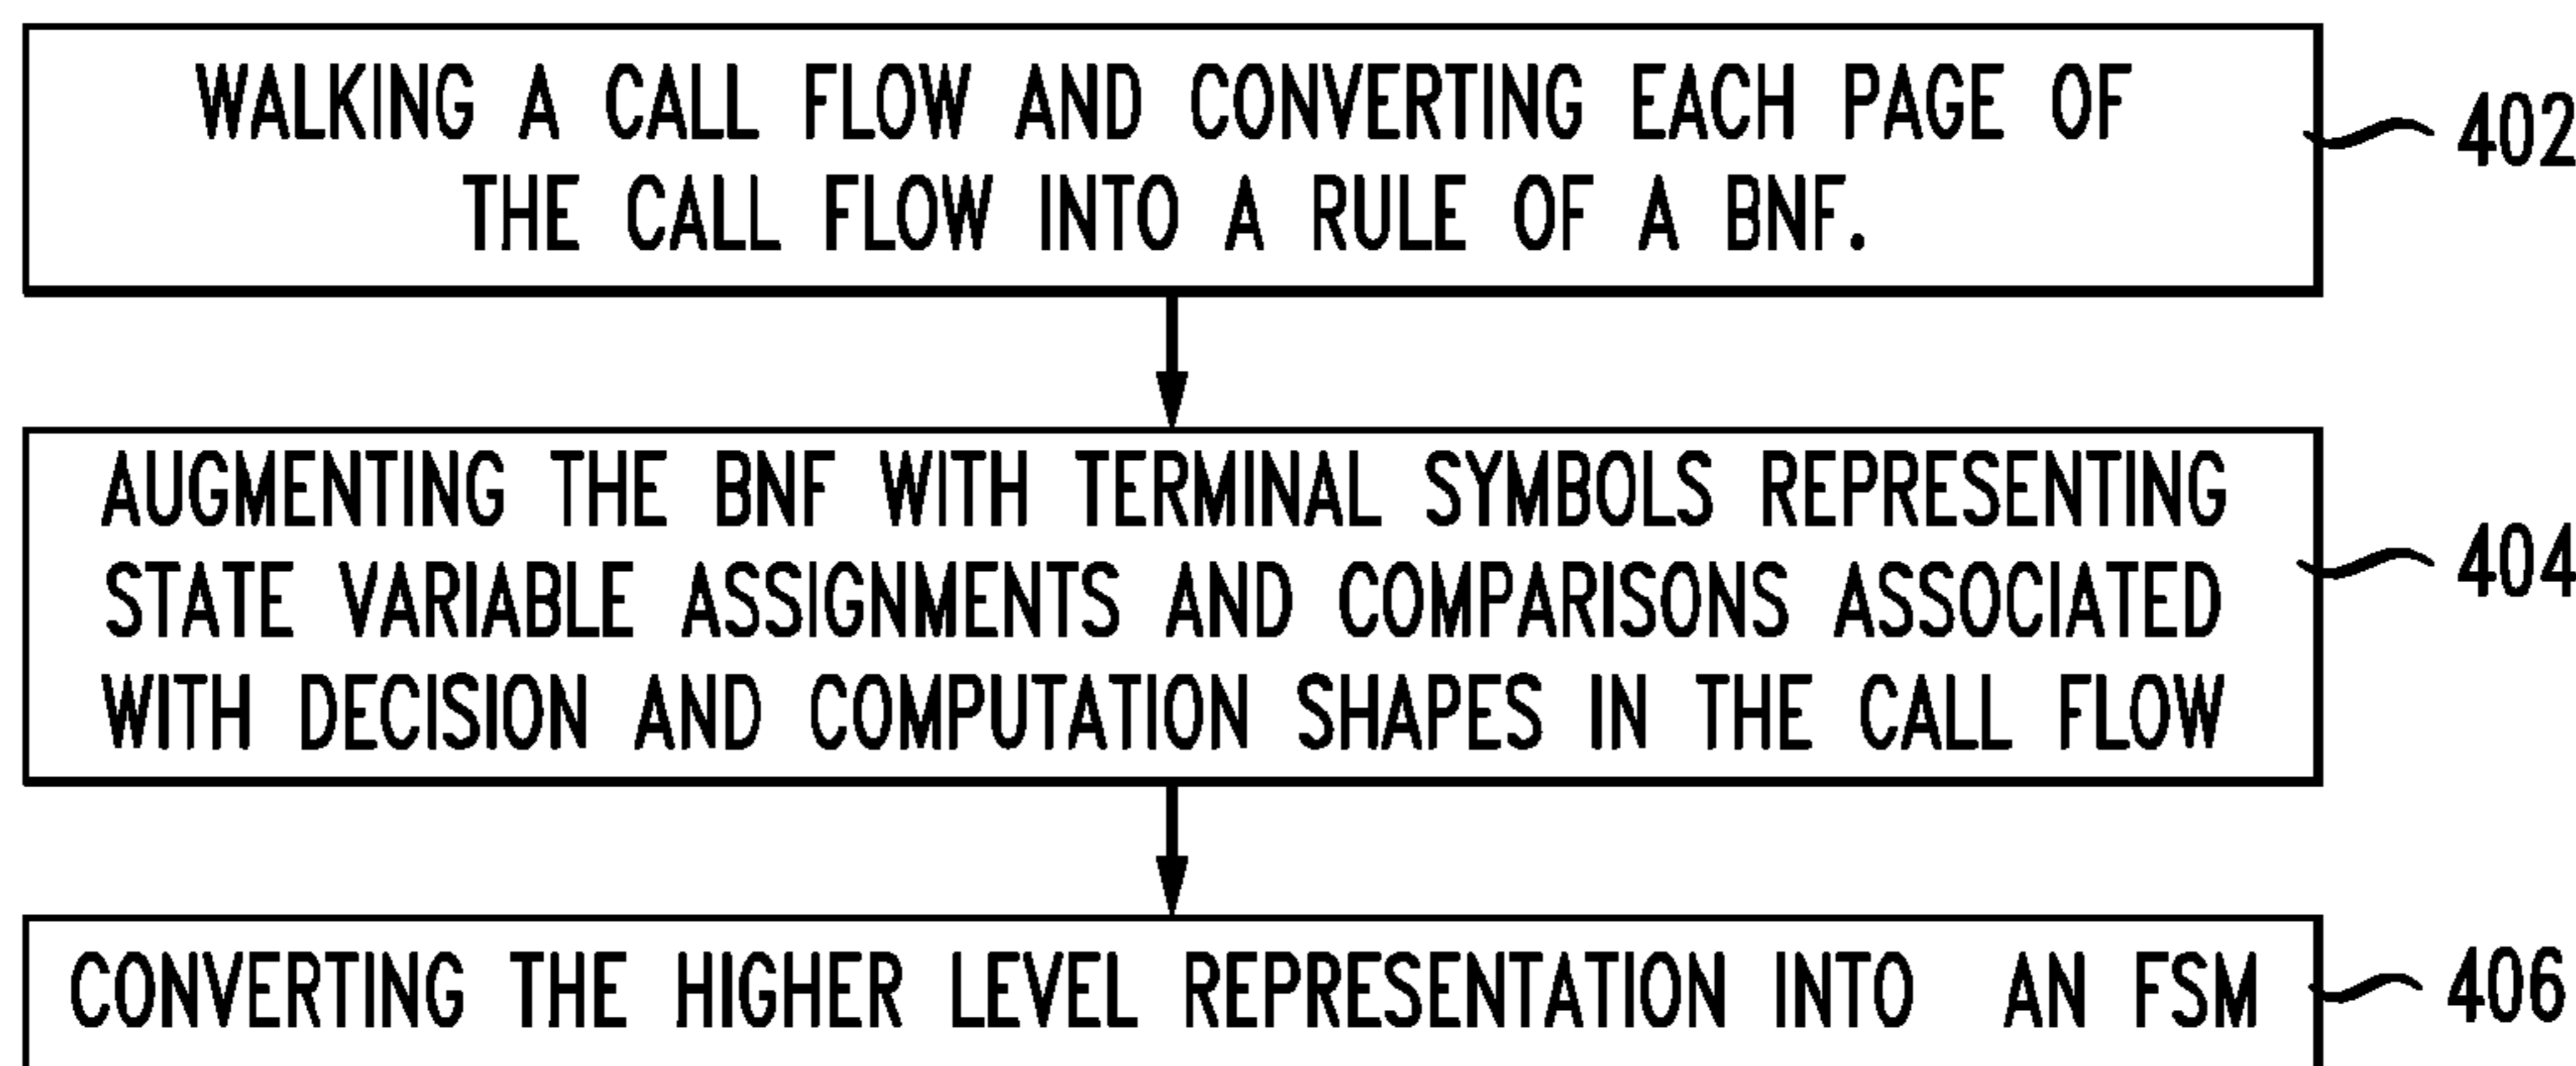 WALKING A CALL FLOW AND CONVERTING EACH PAGE OF
THE CALL FLOW INTO A RULE OF A BNF.
402
AUGMENTING THE BNF WITH TERMINAL SYMBOLS REPRESENTING
STATE VARIABLE ASSIGNMENTS AND COMPARISONS ASSOCIATED
WITH DECISION AND COMPUTATION SHAPES IN THE CALL FLOW
404
CONVERTING THE HIGHER LEVEL REPRESENTATION INTO AN FSM
406